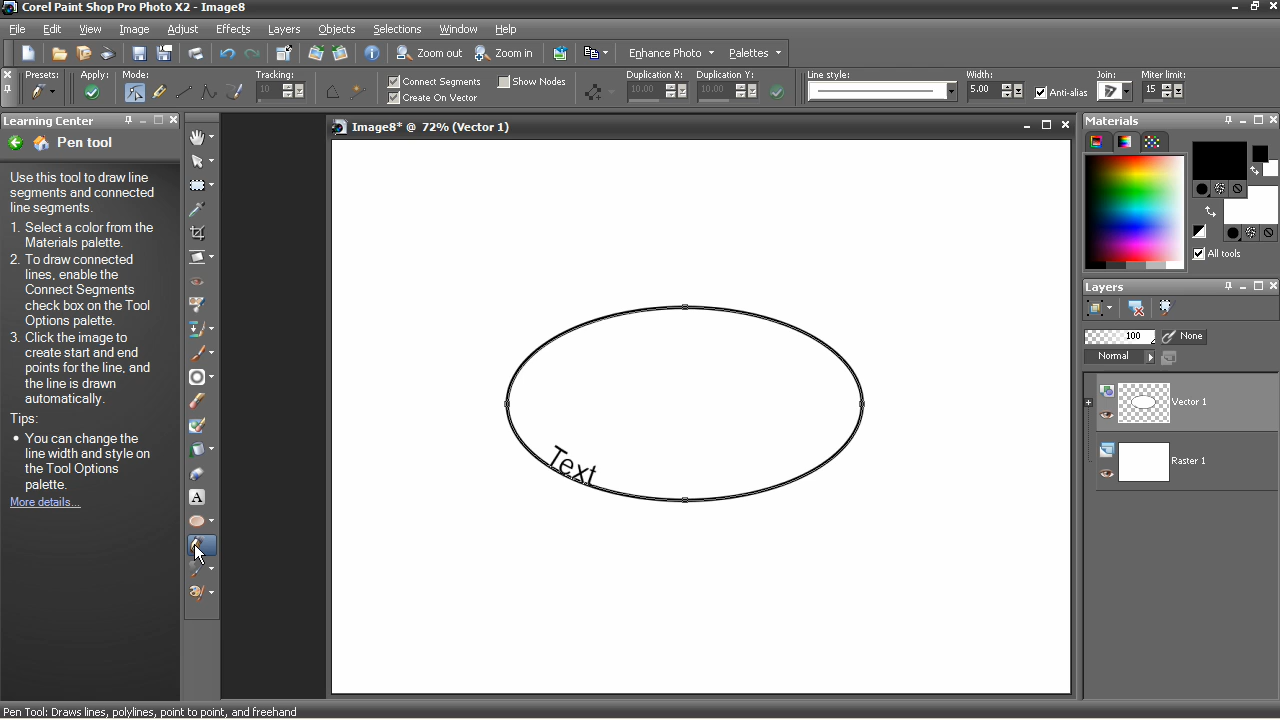 Corel Paint Shop Pro Photo X2 - Image8
File Edit View Image Adjust Effects Layers Objects Selections Window Help
Zoom out Zoom in Enhance Photo Palettes
Presets: Apply: Mode: Tracking: 10 Connect Segments Show Nodes Create On Vector Duplication X: 10.00 Duplication Y: 10.00 Line style: Width: 5.00 Anti-alias Join: Miter limit: 15
Learning Center
Pen tool
Use this tool to draw line
segments and connected
line segments.
1. Select a color from the
Materials palette.
2. To draw connected
lines, enable the
Connect Segments
check box on the Tool
Options palette.
3. Click the image to
create start and end
points for the line, and
the line is drawn
automatically.
Tips:
• You can change the
line width and style on
the Tool Options
palette.
More details...
A
Image8* @ 72% (Vector 1)
Text
Materials
All tools
Layers
100 None
Normal
Vector 1
Raster 1
Pen Tool: Draws lines, polylines, point to point, and freehand